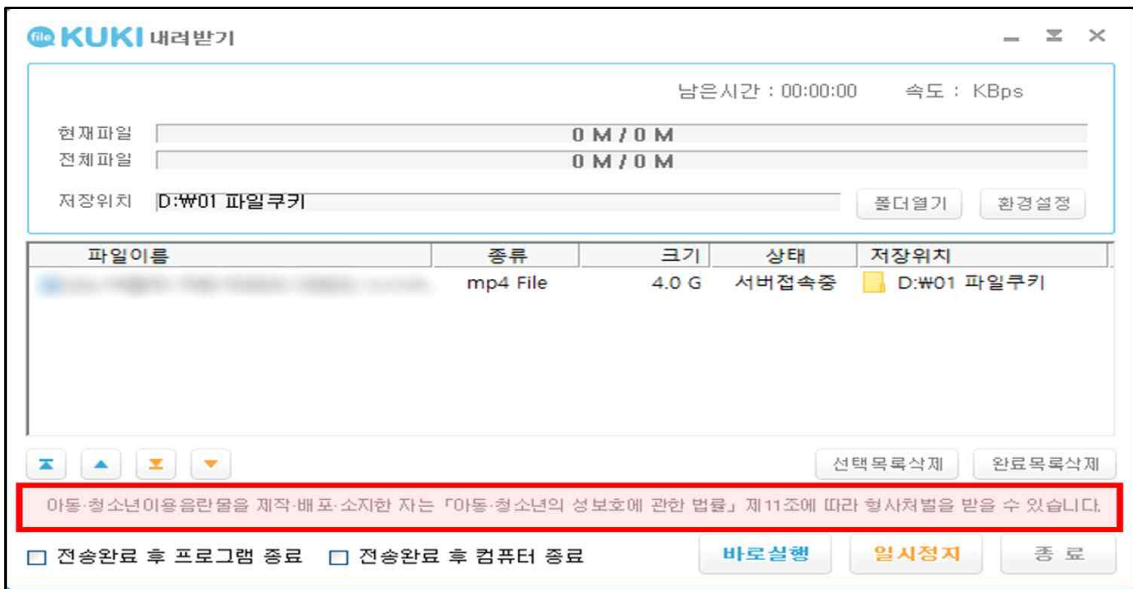 file KUKI 내려받기
남은시간 : 00:00:00 속도 : KBps
현재파일 0 M / 0 M
전체파일 0 M / 0 M
저장위치 D:₩01 파일쿠키 폴더열기 환경설정
파일이름 종류 크기 상태 저장위치
mp4 File 4.0 G 서버접속중 D:₩01 파일쿠키
선택목록삭제 완료목록삭제
아동·청소년이용음란물을 제작·배포·소지한 자는 「아동·청소년의 성보호에 관한 법률」 제11조에 따라 형사처벌을 받을 수 있습니다.
전송완료 후 프로그램 종료 전송완료 후 컴퓨터 종료 바로실행 일시정지 종 료